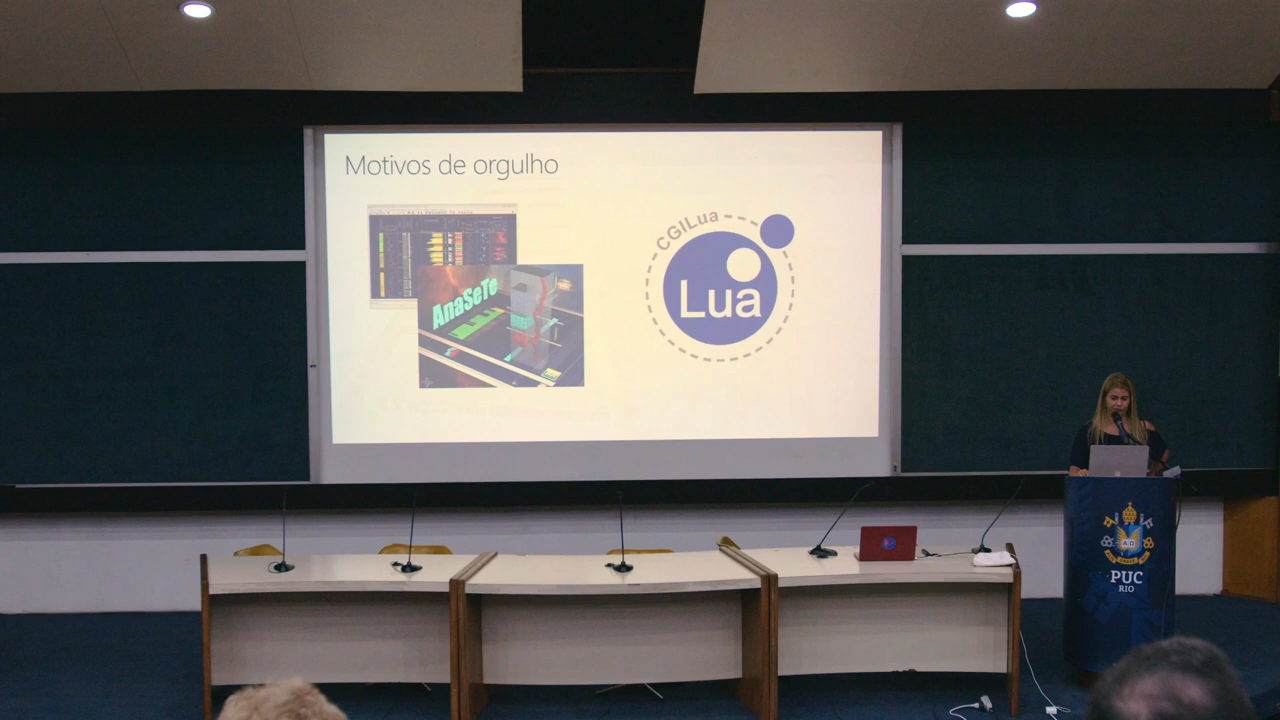 Motivos de orgulho
AnaSeTe
CGILua
Lua
PUC
RIO